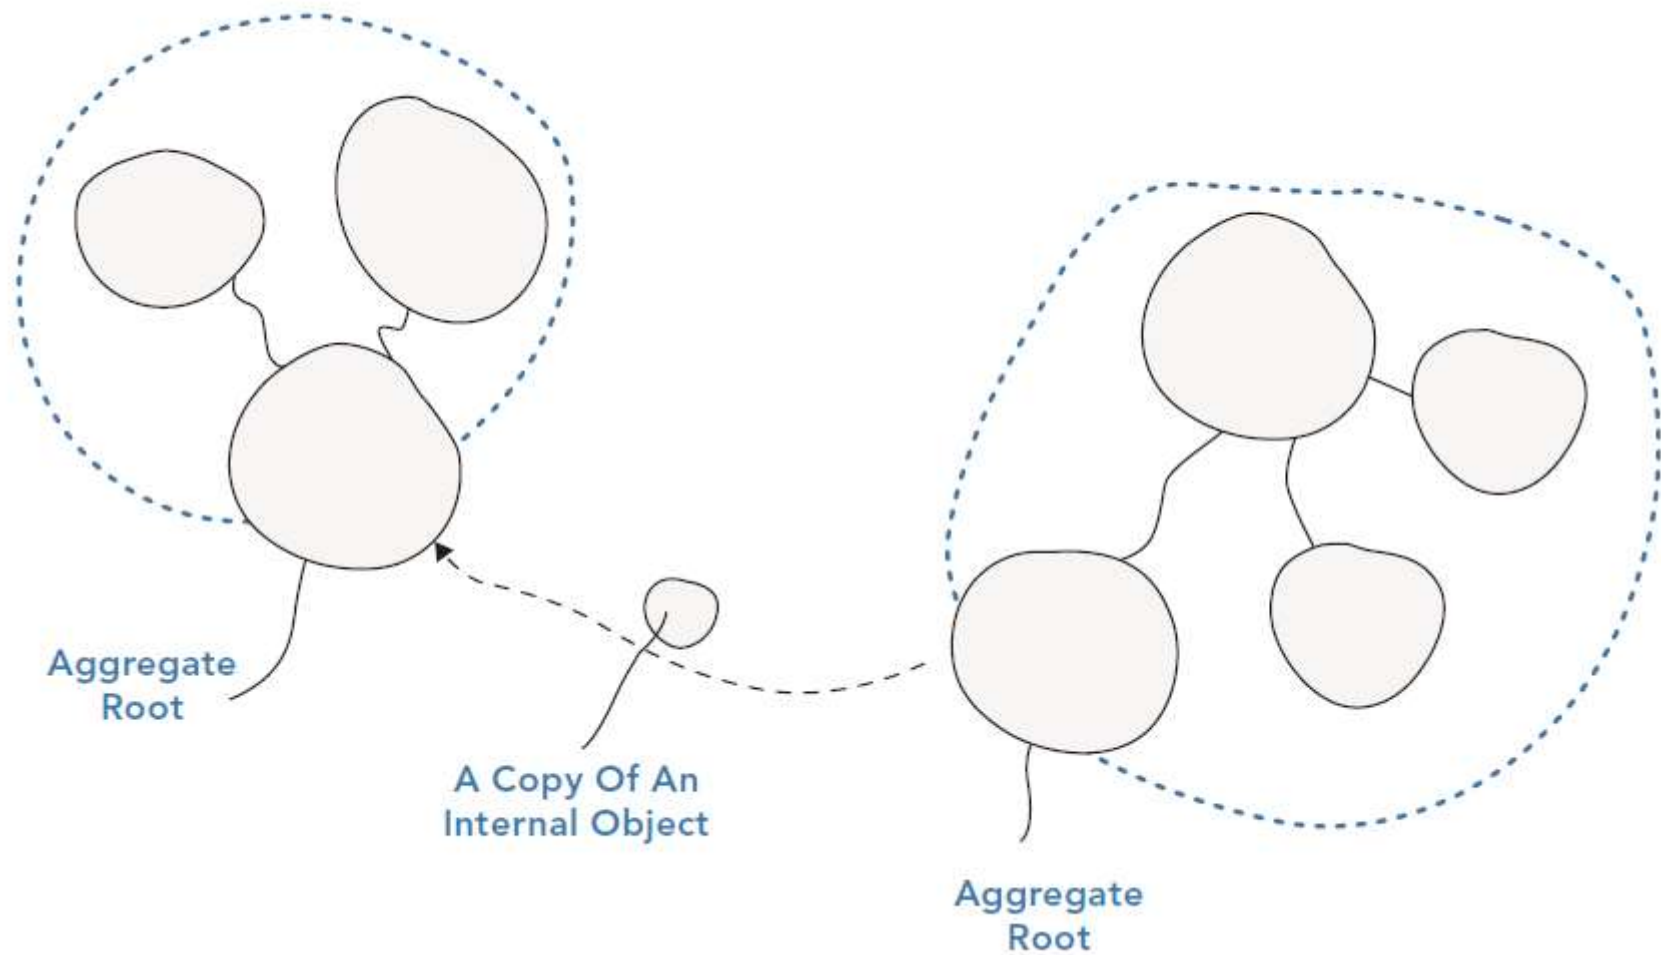 Aggregate
Root
A Copy Of An
Internal Object
Aggregate
Root